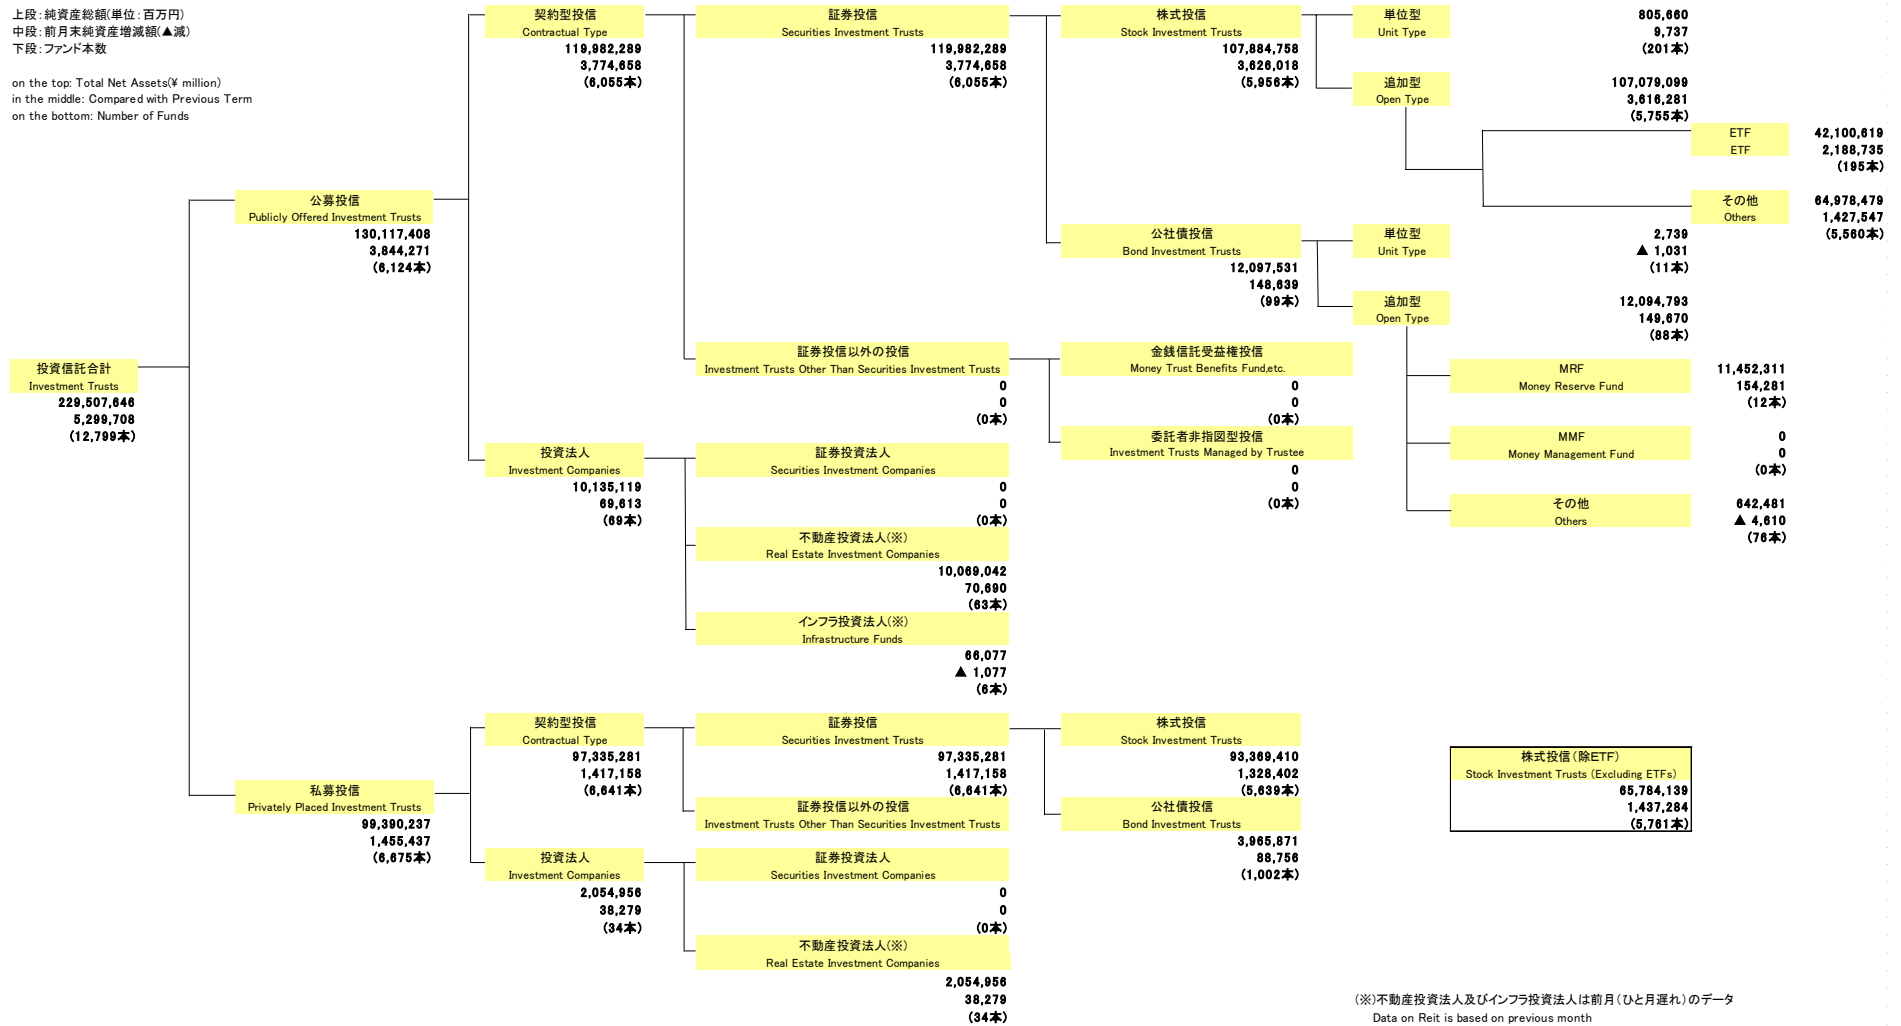 上段:純資産総額(単位:百万円)
中段:前月末純資産増減額(▲減)
下段:ファンド本数
on the top: Total Net Assets(¥ million)
in the middle: Compared with Previous Term
on the bottom: Number of Funds
投資信託合計
Investment Trusts
229,507,646
5,299,708
(12,799本)
公募投信
Publicly Offered Investment Trusts
130,117,408
3,844,271
(6,124本)
契約型投信
Contractual Type
119,982,289
3,774,658
(6,055本)
証券投信
Securities Investment Trusts
119,982,289
3,774,658
(6,055本)
株式投信
Stock Investment Trusts
107,884,758
3,626,018
(5,956本)
単位型
Unit Type
805,660
9,737
(201本)
追加型
Open Type
107,079,099
3,616,281
(5,755本)
ETF
ETF
42,100,619
2,188,735
(195本)
その他
Others
64,978,479
1,427,547
(5,560本)
公社債投信
Bond Investment Trusts
12,097,531
148,639
(99本)
単位型
Unit Type
2,739
▲ 1,031
(11本)
追加型
Open Type
12,094,793
149,670
(88本)
MRF
Money Reserve Fund
11,452,311
154,281
(12本)
MMF
Money Management Fund
0
0
(0本)
その他
Others
642,481
▲ 4,610
(76本)
証券投信以外の投信
Investment Trusts Other Than Securities Investment Trusts
0
0
(0本)
金銭信託受益権投信
Money Trust Benefits Fund,etc.
0
0
(0本)
委託者非指図型投信
Investment Trusts Managed by Trustee
0
0
(0本)
投資法人
Investment Companies
10,135,119
69,613
(69本)
証券投資法人
Securities Investment Companies
0
0
(0本)
不動産投資法人(※)
Real Estate Investment Companies
10,069,042
70,690
(63本)
インフラ投資法人(※)
Infrastructure Funds
66,077
▲ 1,077
(6本)
私募投信
Privately Placed Investment Trusts
99,390,237
1,455,437
(6,675本)
契約型投信
Contractual Type
97,335,281
1,417,158
(6,641本)
証券投信
Securities Investment Trusts
97,335,281
1,417,158
(6,641本)
株式投信
Stock Investment Trusts
93,369,410
1,328,402
(5,639本)
公社債投信
Bond Investment Trusts
3,965,871
88,756
(1,002本)
証券投信以外の投信
Investment Trusts Other Than Securities Investment Trusts
投資法人
Investment Companies
2,054,956
38,279
(34本)
証券投資法人
Securities Investment Companies
0
0
(0本)
不動産投資法人(※)
Real Estate Investment Companies
2,054,956
38,279
(34本)
株式投信(除ETF)
Stock Investment Trusts (Excluding ETFs)
65,784,139
1,437,284
(5,761本)
(※)不動産投資法人及びインフラ投資法人は前月(ひと月遅れ)のデータ
Data on Reit is based on previous month